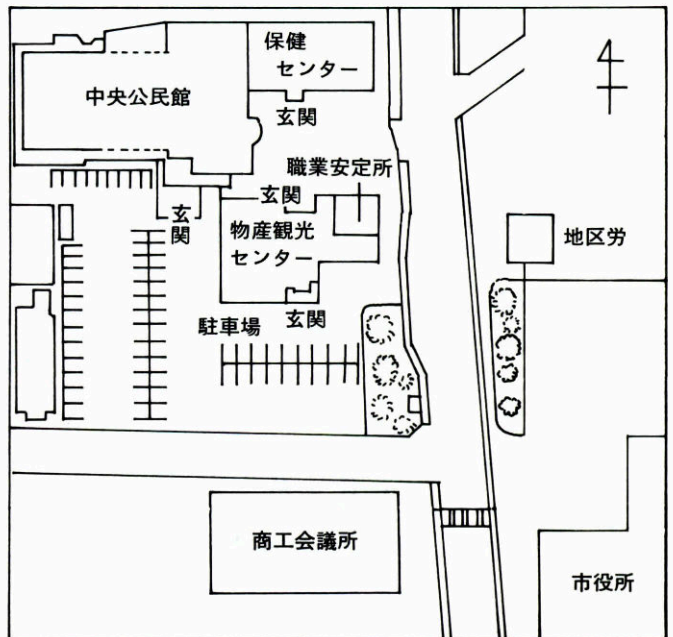 保健
センター
中央公民館
玄関
職業安定所
玄関
玄
関
物産観光
センター
地区労
玄関
駐車場
商工会議所
市役所